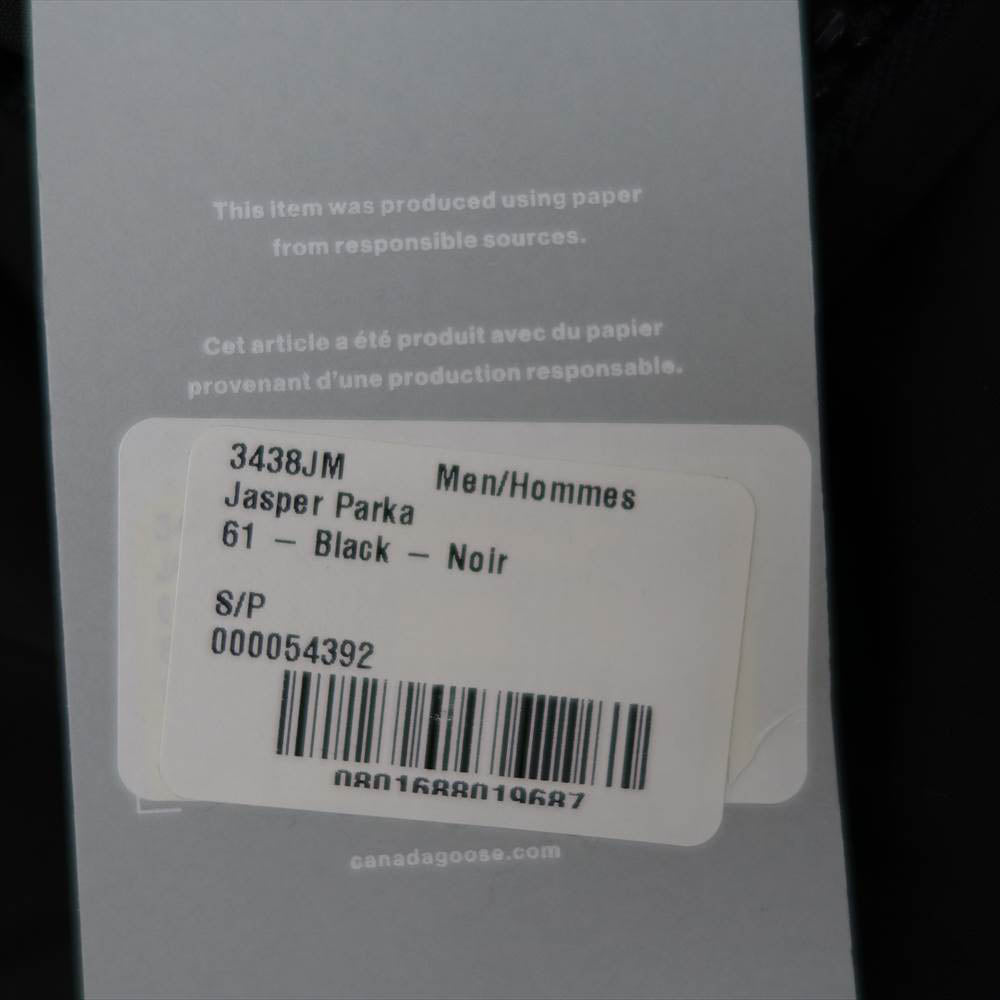 This item was produced using paper
from responsible sources.
Cet article a été produit avec du papier
provenant d'une production responsable.
3438JM Men/Hommes
Jasper Parka
61 – Black – Noir
S/P
000054392
0801688019687
canadagoose.com